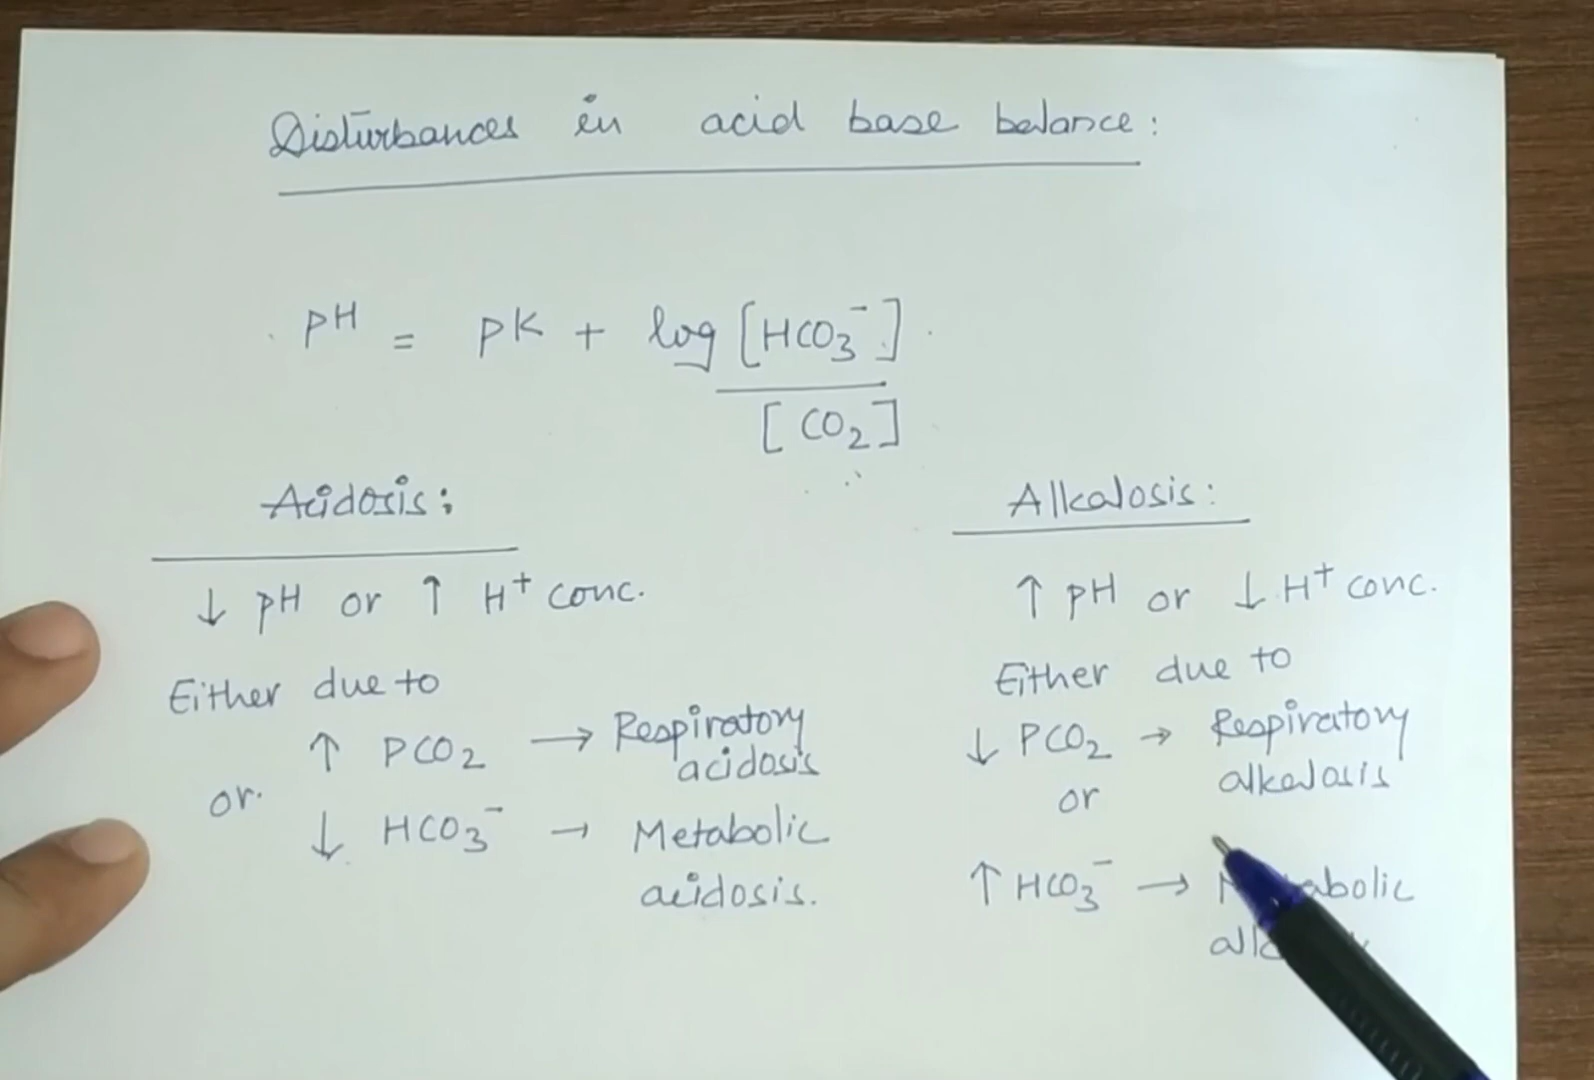 Disturbances in acid base balance:
pH = pK + log [HCO3⁻]
[CO2]
Acidosis:
↓ pH or ↑ H⁺ conc.
Either due to
↑ PCO2 → Respiratory
acidosis
or
↓ HCO3⁻ → Metabolic
acidosis.
Alkalosis:
↑ pH or ↓ H⁺ conc.
Either due to
↓ PCO2 → Respiratory
alkalosis
or
↑ HCO3⁻ →